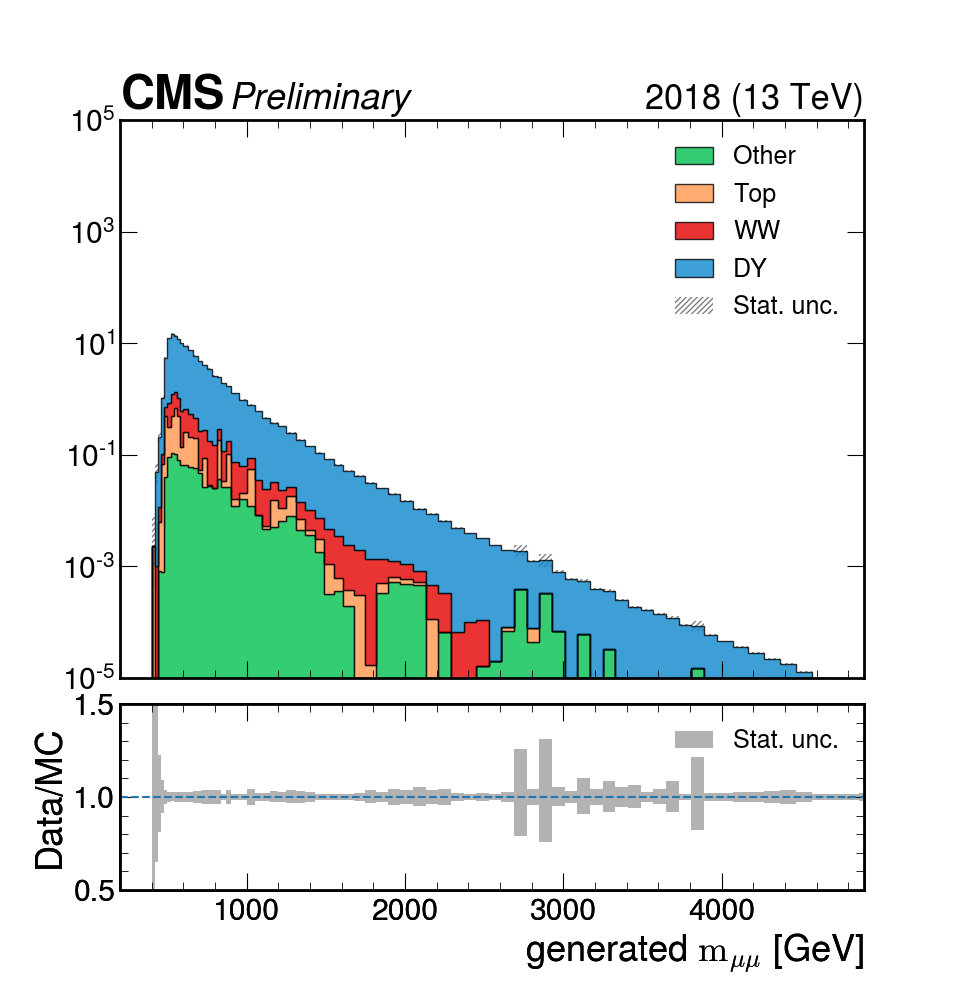 CMS Preliminary 2018 (13 TeV)
10^5
Other
Top
10^3
WW
DY
Stat. unc.
10^1
10^-1
10^-3
10^-5
1.5
Stat. unc.
Data/MC
1.0
0.5
1000 2000 3000 4000
generated m_μμ [GeV]